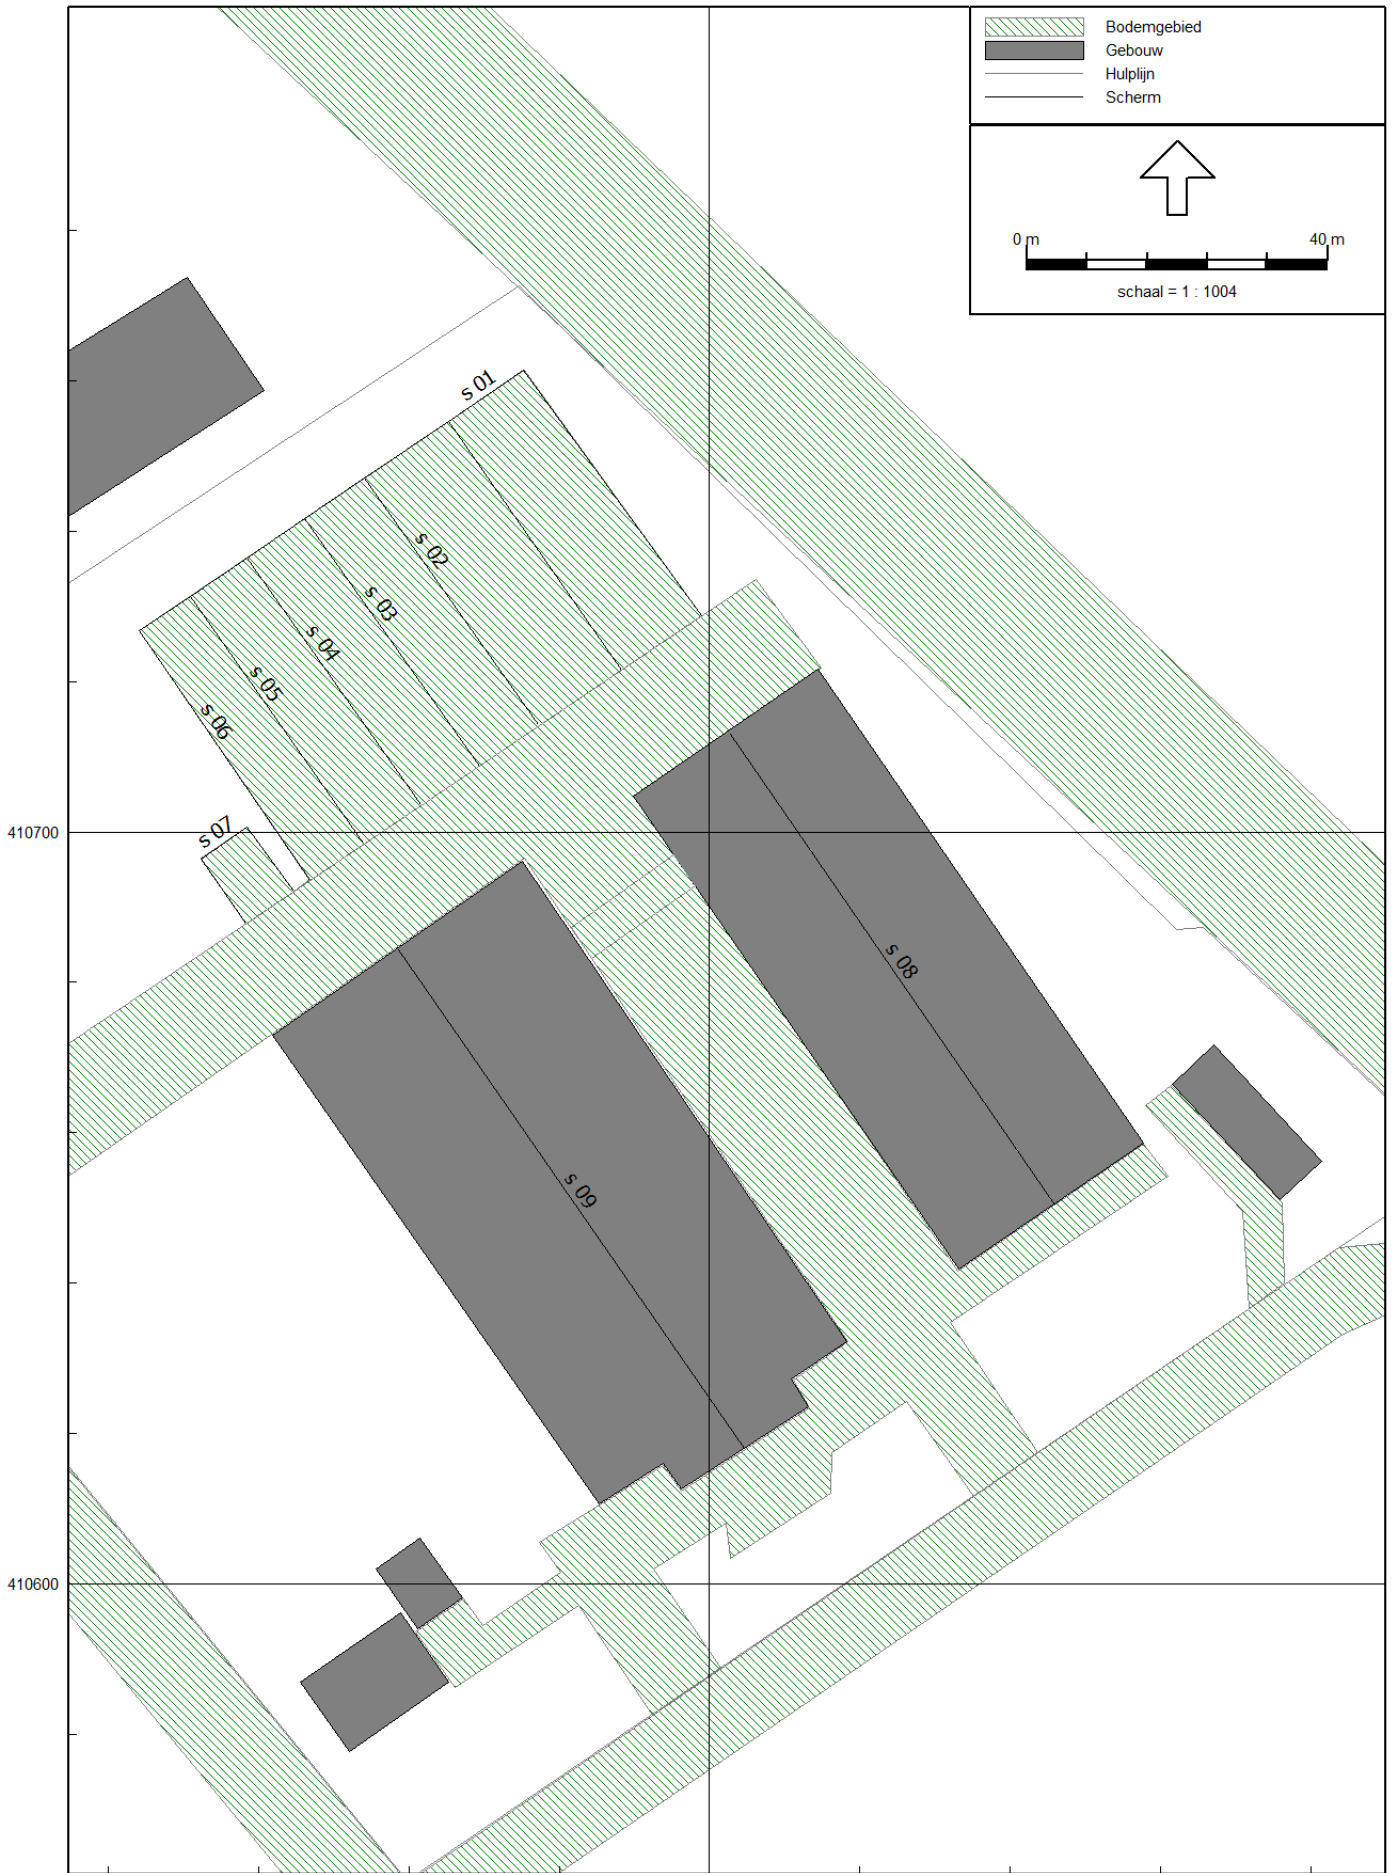 Bodemgebied
Gebouw
Hulplijn
Scherm
0 m 40 m
schaal = 1 : 1004
s 01
s 02
s 03
s 04
s 05
s 06
s 07
410700
s 08
s 09
410600